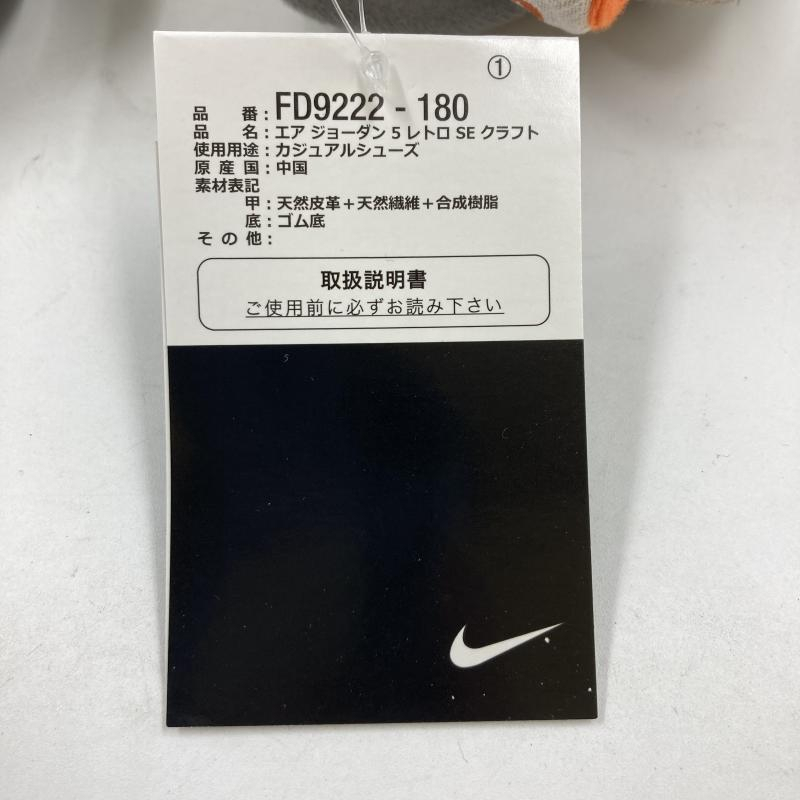 ①
品 番：FD9222 - 180
品 名：エア ジョーダン 5 レトロ SE クラフト
使用用途：カジュアルシューズ
原 産 国：中国
素材表記
甲：天然皮革＋天然繊維＋合成樹脂
底：ゴム底
そ の 他：
取扱説明書
ご使用前に必ずお読み下さい